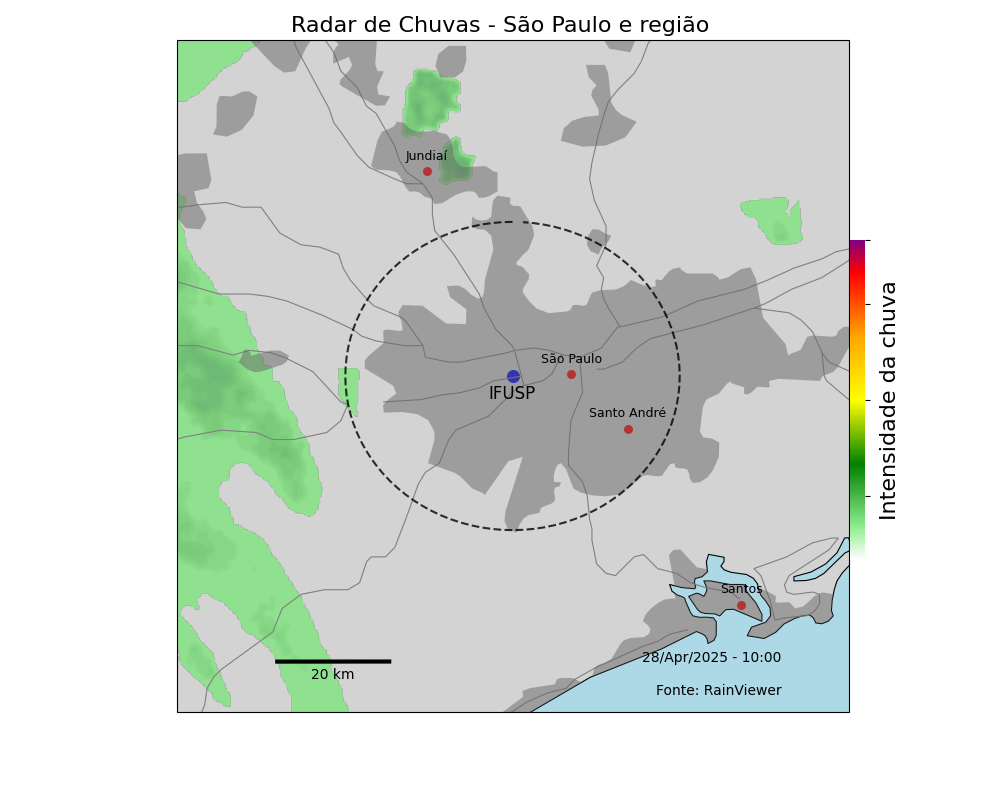 Radar de Chuvas - São Paulo e região
Jundiaí
São Paulo
IFUSP
Santo André
Intensidade da chuva
Santos
28/Apr/2025 - 10:00
20 km
Fonte: RainViewer